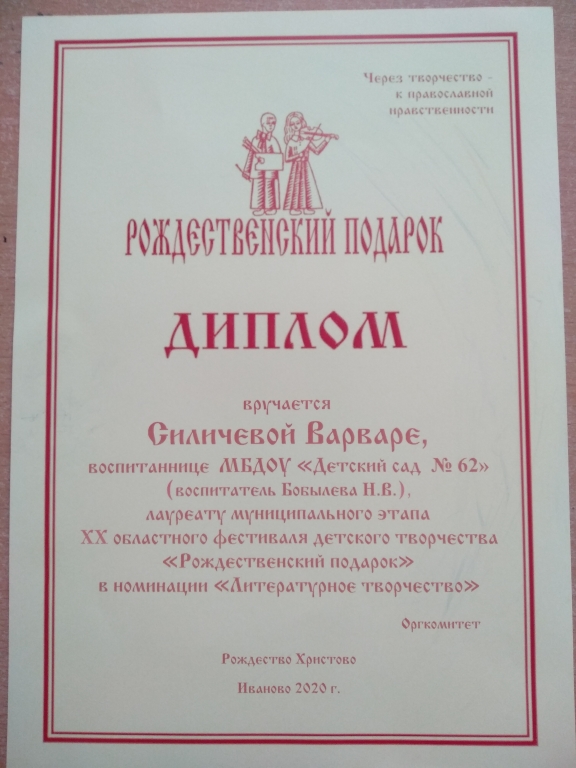 Через творчество -
к православной
нравственности
РОЖДЕСТВЕНСКИЙ ПОДАРОК
ДИПЛОМ
вручается
Силичевой Варваре,
воспитаннице МБДОУ «Детский сад № 62»
(воспитатель Бобылева Н.В.),
лауреату муниципального этапа
XX областного фестиваля детского творчества
«Рождественский подарок»
в номинации «Литературное творчество»
Оргкомитет
Рождество Христово
Иваново 2020 г.